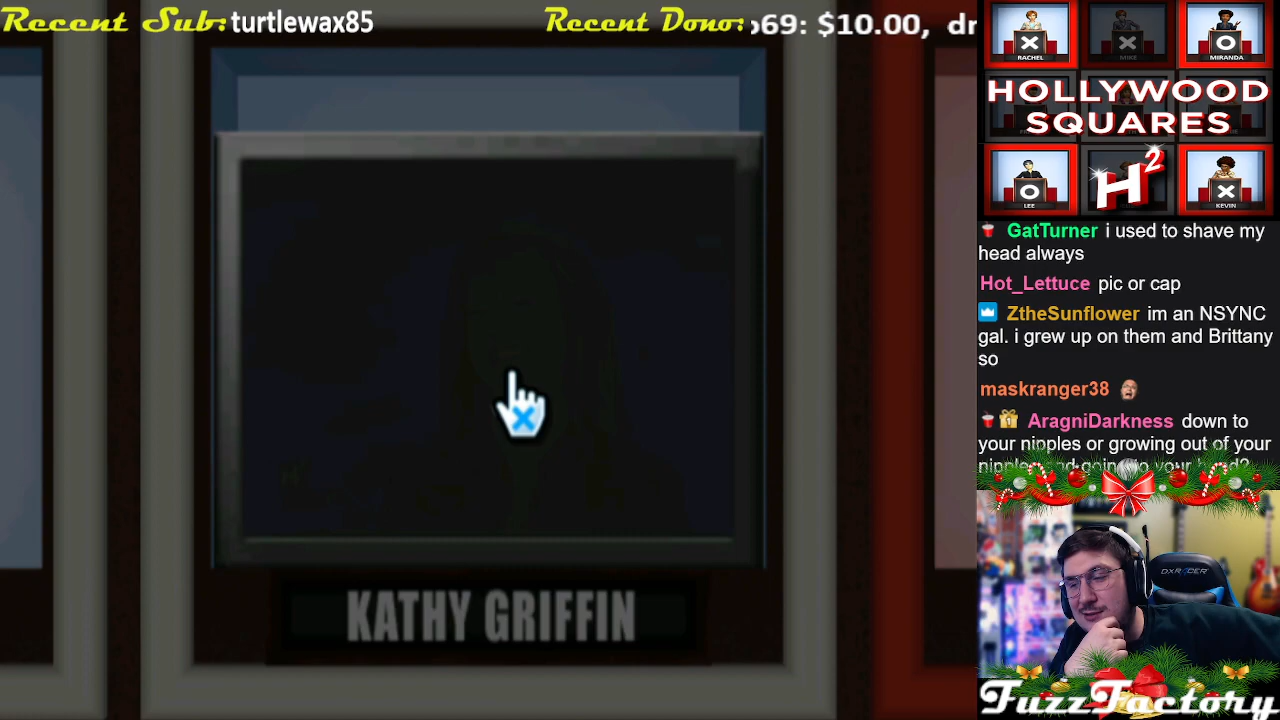 Recent Sub: turtlewax85
Recent Dono: 69: $10.00, dr
RACHEL
MIKE
MIRANDA
HOLLYWOOD
SQUARES
H2
LEE
KEVIN
GatTurner i used to shave my
head always
Hot_Lettuce pic or cap
ZtheSunflower im an NSYNC
gal. i grew up on them and Brittany
so
maskranger38
AragniDarkness down to
your nipples or growing out of your
KATHY GRIFFIN
DXRACER
FuzzFactory